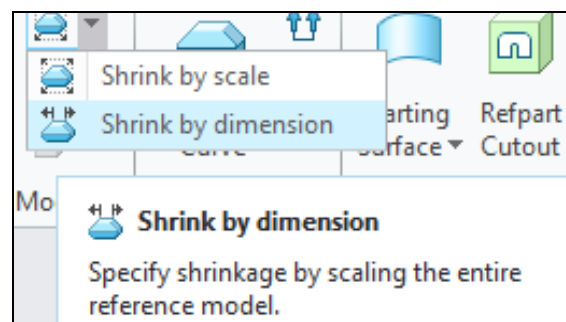 Shrink by scale
Shrink by dimension
arting
Refpart
Curve
urface
Cutout
Mo
Shrink by dimension
Specify shrinkage by scaling the entire
reference model.